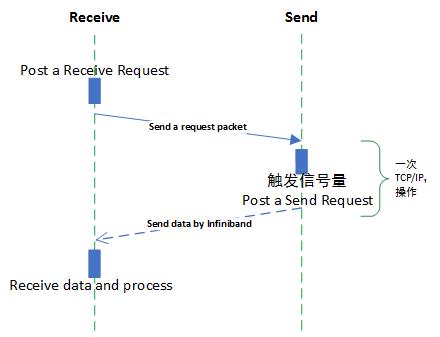 Receive
Send
Post a Receive Request
Send a request packet
触发信号量
Post a Send Request
一次
TCP/IP,
操作
Send data by Infiniband
Receive data and process